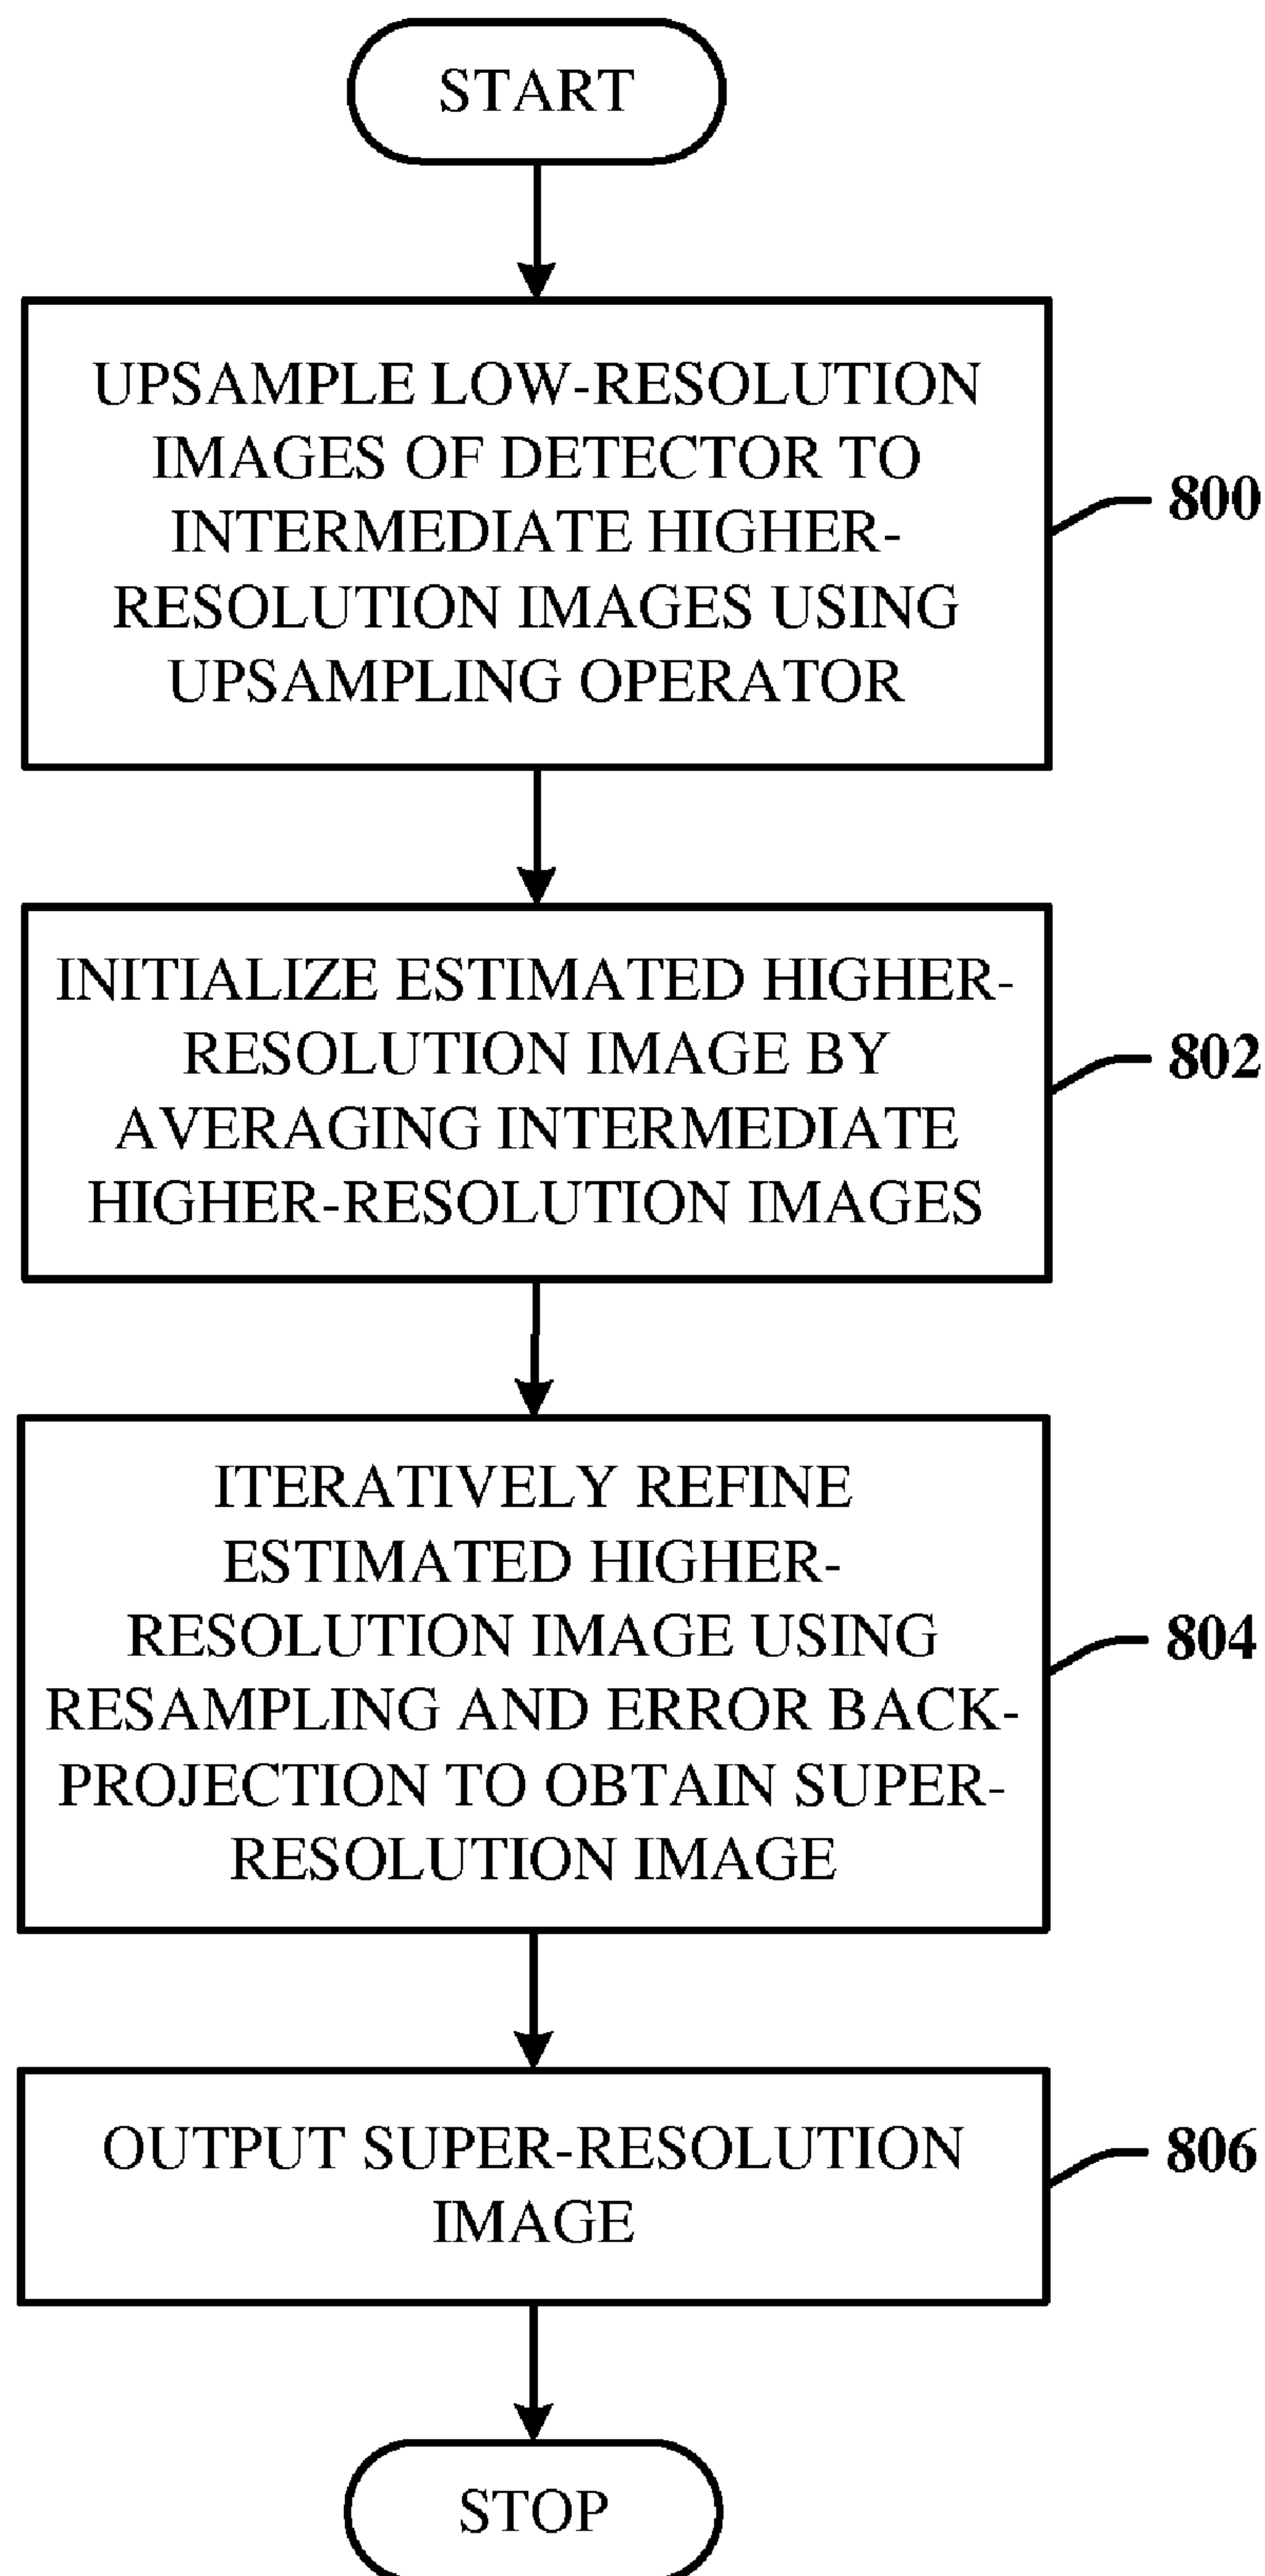 START
UPSAMPLE LOW-RESOLUTION
IMAGES OF DETECTOR TO
INTERMEDIATE HIGHER-
RESOLUTION IMAGES USING
UPSAMPLING OPERATOR
800
INITIALIZE ESTIMATED HIGHER-
RESOLUTION IMAGE BY
AVERAGING INTERMEDIATE
HIGHER-RESOLUTION IMAGES
802
ITERATIVELY REFINE
ESTIMATED HIGHER-
RESOLUTION IMAGE USING
RESAMPLING AND ERROR BACK-
PROJECTION TO OBTAIN SUPER-
RESOLUTION IMAGE
804
OUTPUT SUPER-RESOLUTION
IMAGE
806
STOP